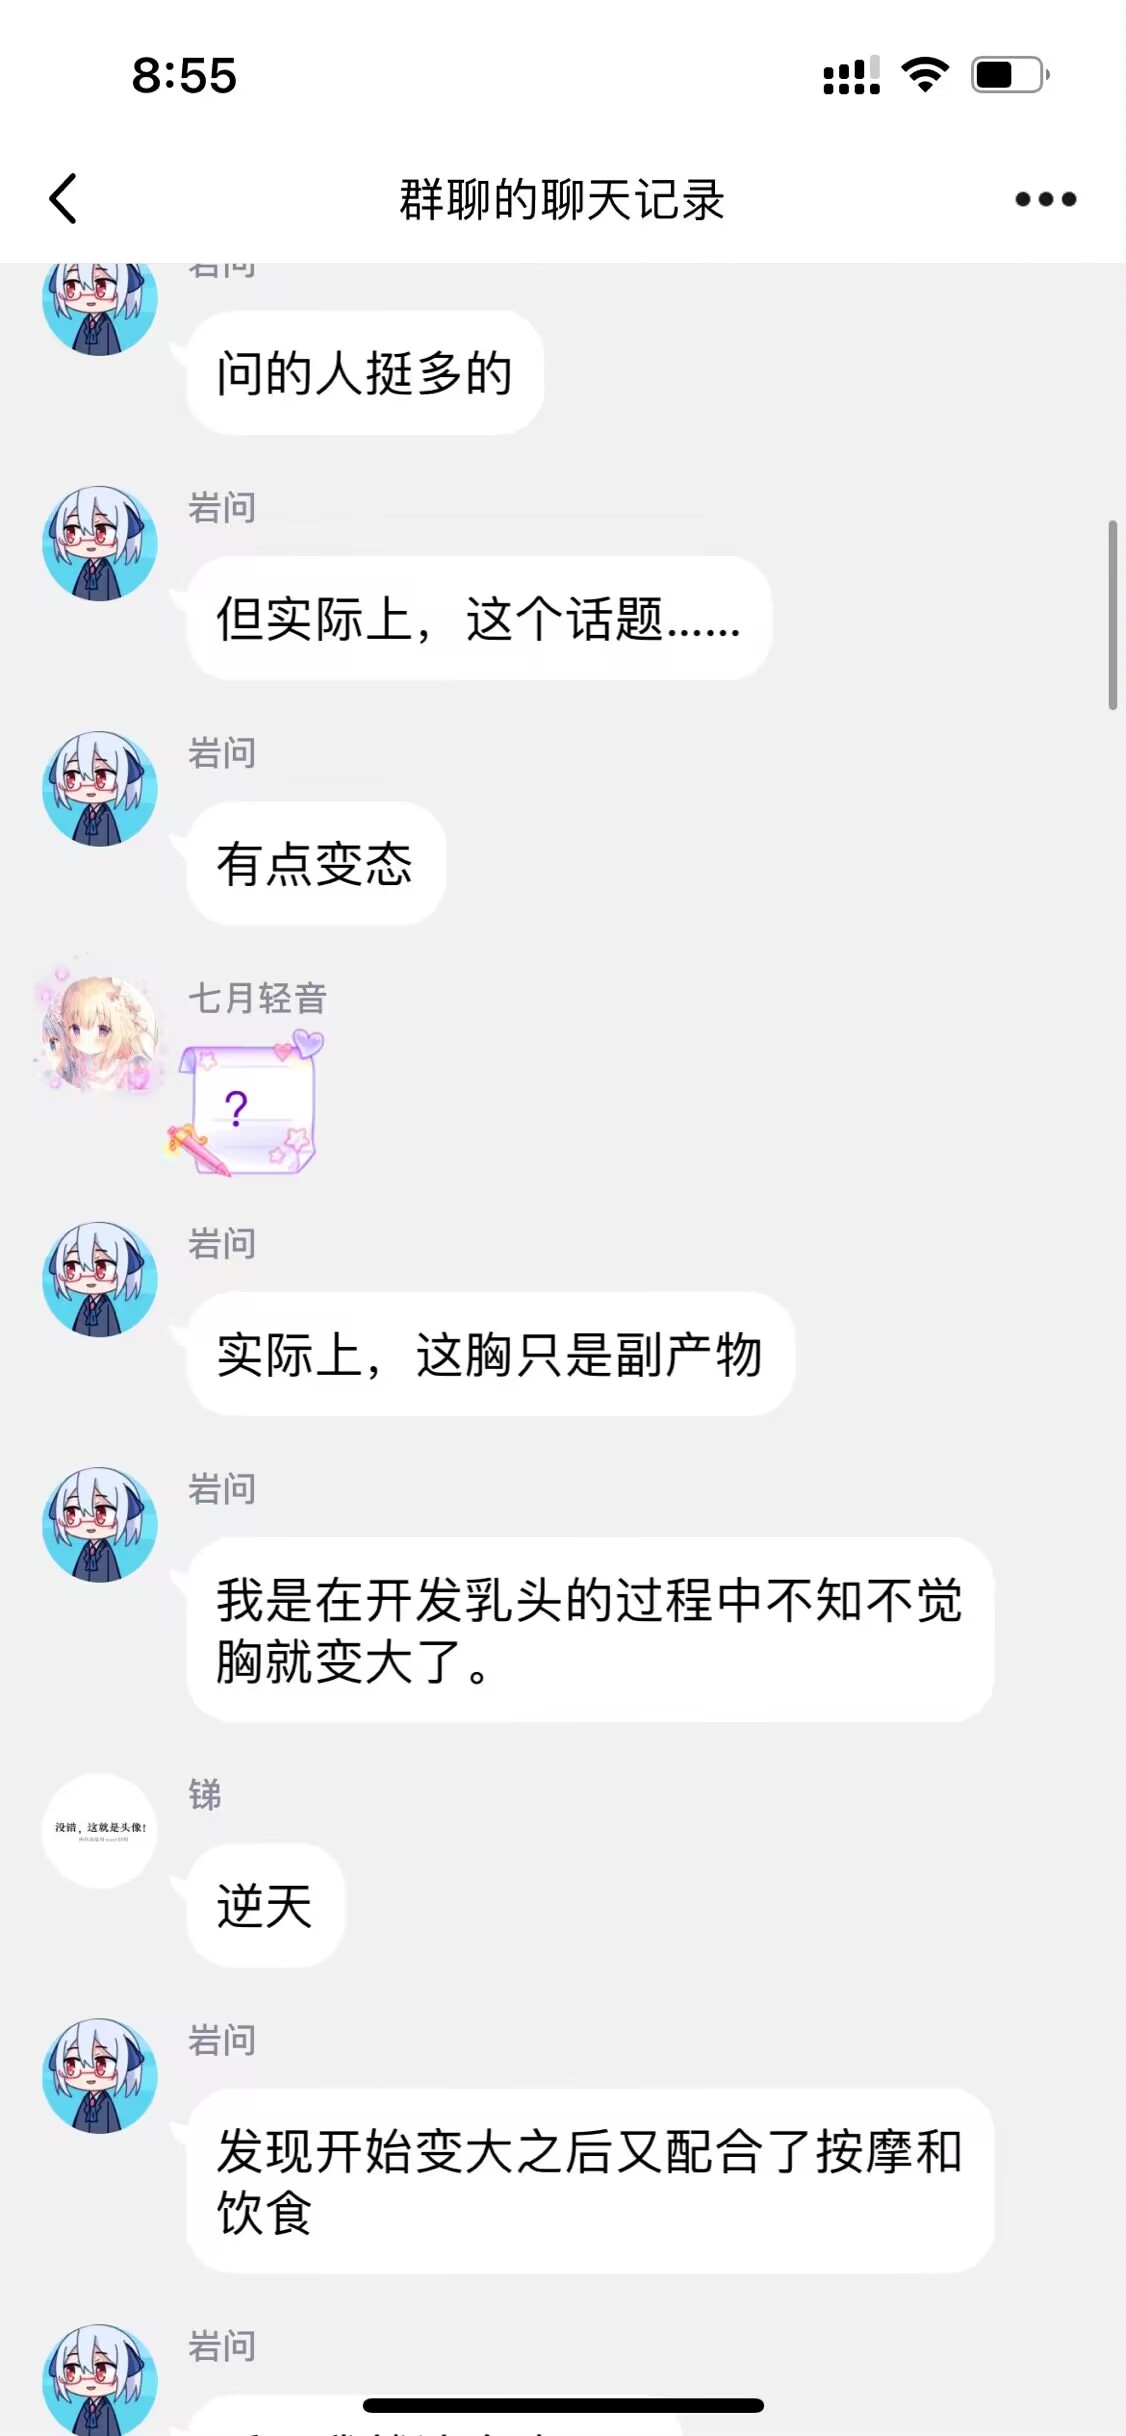 8:55
群聊的聊天记录
岩问
问的人挺多的
岩问
但实际上，这个话题......
岩问
有点变态
七月轻音
?
岩问
实际上，这胸只是副产物
岩问
我是在开发乳头的过程中不知不觉
胸就变大了。
没错，这就是头像!
锑
逆天
岩问
发现开始变大之后又配合了按摩和
饮食
岩问